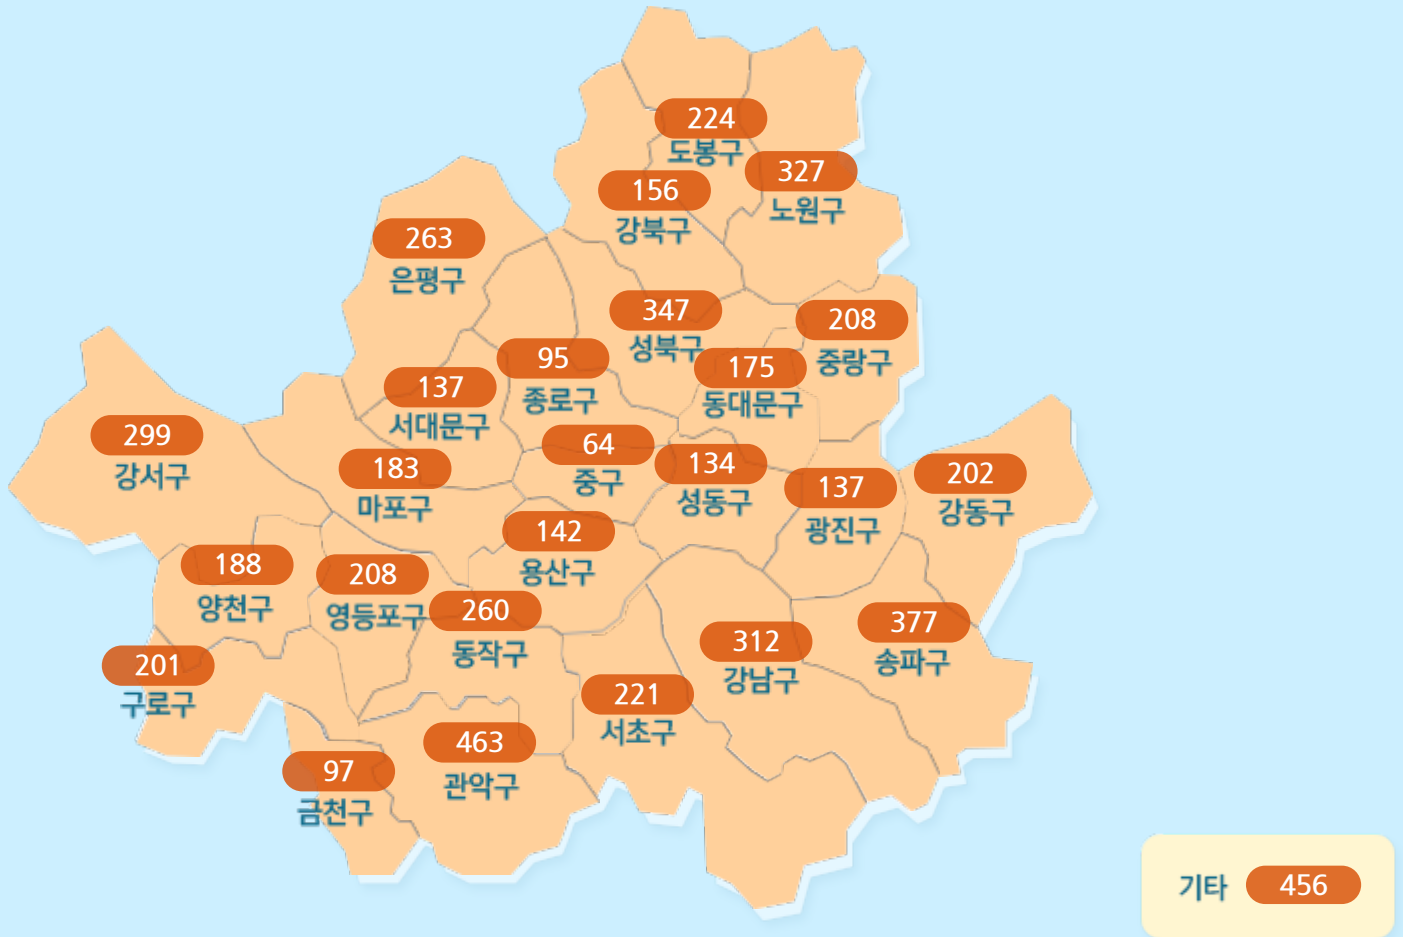 224
도봉구
327
노원구
156
강북구
263
은평구
347
성북구
208
중랑구
95
종로구
175
동대문구
137
서대문구
299
강서구
183
마포구
64
중구
134
성동구
137
광진구
202
강동구
142
용산구
188
양천구
208
영등포구
260
동작구
377
송파구
312
강남구
201
구로구
221
서초구
463
관악구
97
금천구
기타 456